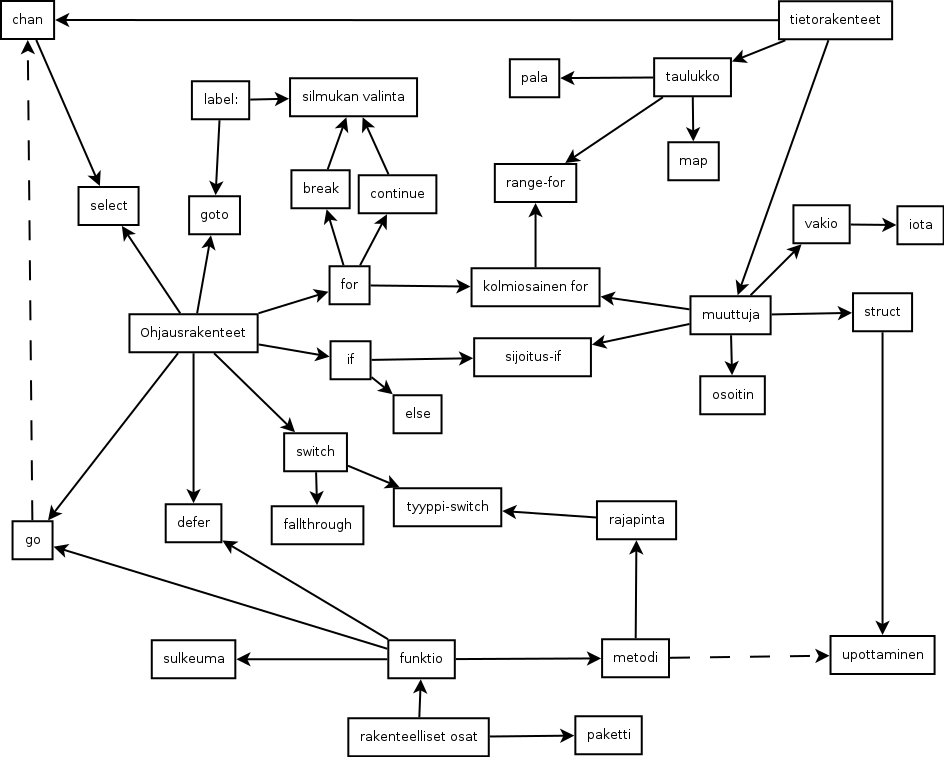 chan
tietorakenteet
pala
taulukko
label:
silmukan valinta
map
range-for
break
continue
select
goto
vakio
iota
for
kolmiosainen for
muuttuja
struct
Ohjausrakenteet
if
sijoitus-if
osoitin
else
switch
tyyppi-switch
defer
fallthrough
rajapinta
go
sulkeuma
funktio
metodi
upottaminen
rakenteelliset osat
paketti